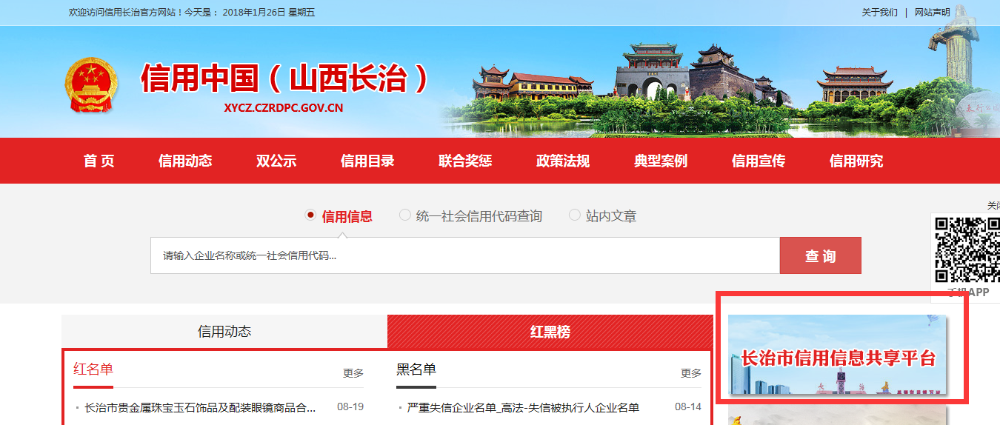 欢迎访问信用长治官方网站！今天是： 2018年1月26日 星期五
关于我们 | 网站声明
信用中国（山西长治）
XYCZ.CZRDPC.GOV.CN
首 页 信用动态 双公示 信用目录 联合奖惩 政策法规 典型案例 信用宣传 信用研究
信用信息 统一社会信用代码查询 站内文章
关闭
请输入企业名称或统一社会信用代码...
查 询
手机APP
信用动态 红黑榜
长治市信用信息共享平台
红名单 更多 黑名单 更多
· 长治市贵金属珠宝玉石饰品及配装眼镜商品合... 08-19
· 严重失信企业名单_高法-失信被执行人企业名单 08-14